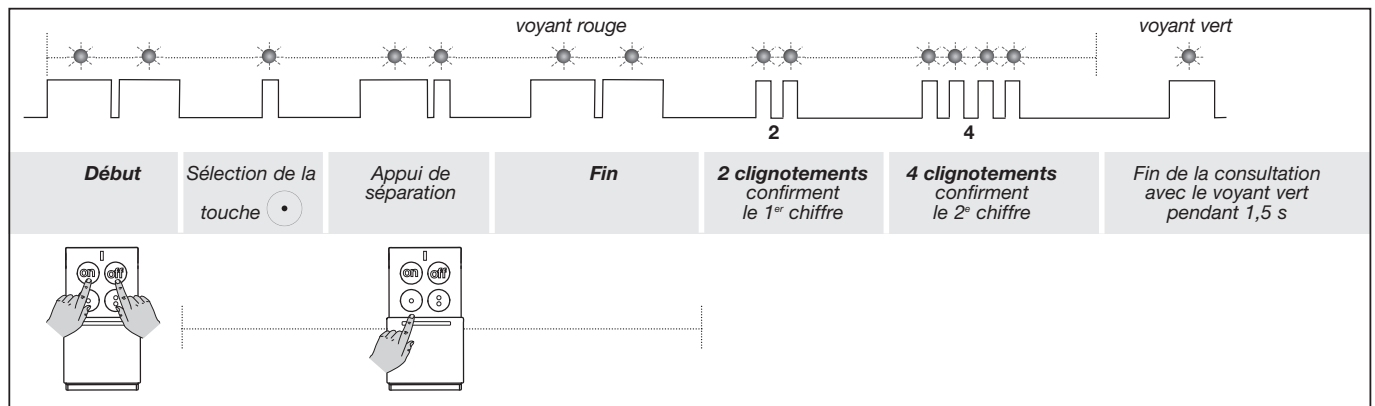 voyant rouge
voyant vert
2
4
Début
Sélection de la
touche
Appui de
séparation
Fin
2 clignotements
confirment
le 1er chiffre
4 clignotements
confirment
le 2e chiffre
Fin de la consultation
avec le voyant vert
pendant 1,5 s
on off
on off